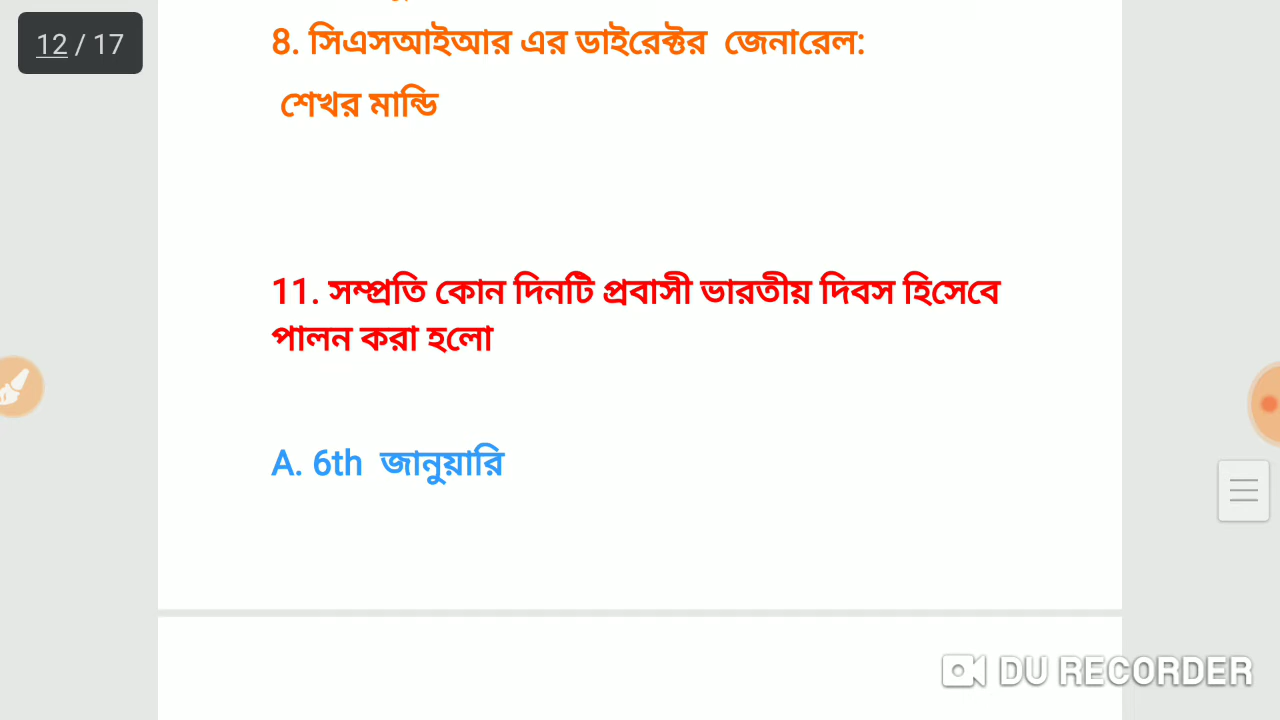 12 / 17
8. সিএসআইআর এর ডাইরেক্টর জেনারেল:
শেখর মান্ডি
11. সম্প্রতি কোন দিনটি প্রবাসী ভারতীয় দিবস হিসেবে
পালন করা হলো
A. 6th জানুয়ারি
DU RECORDER